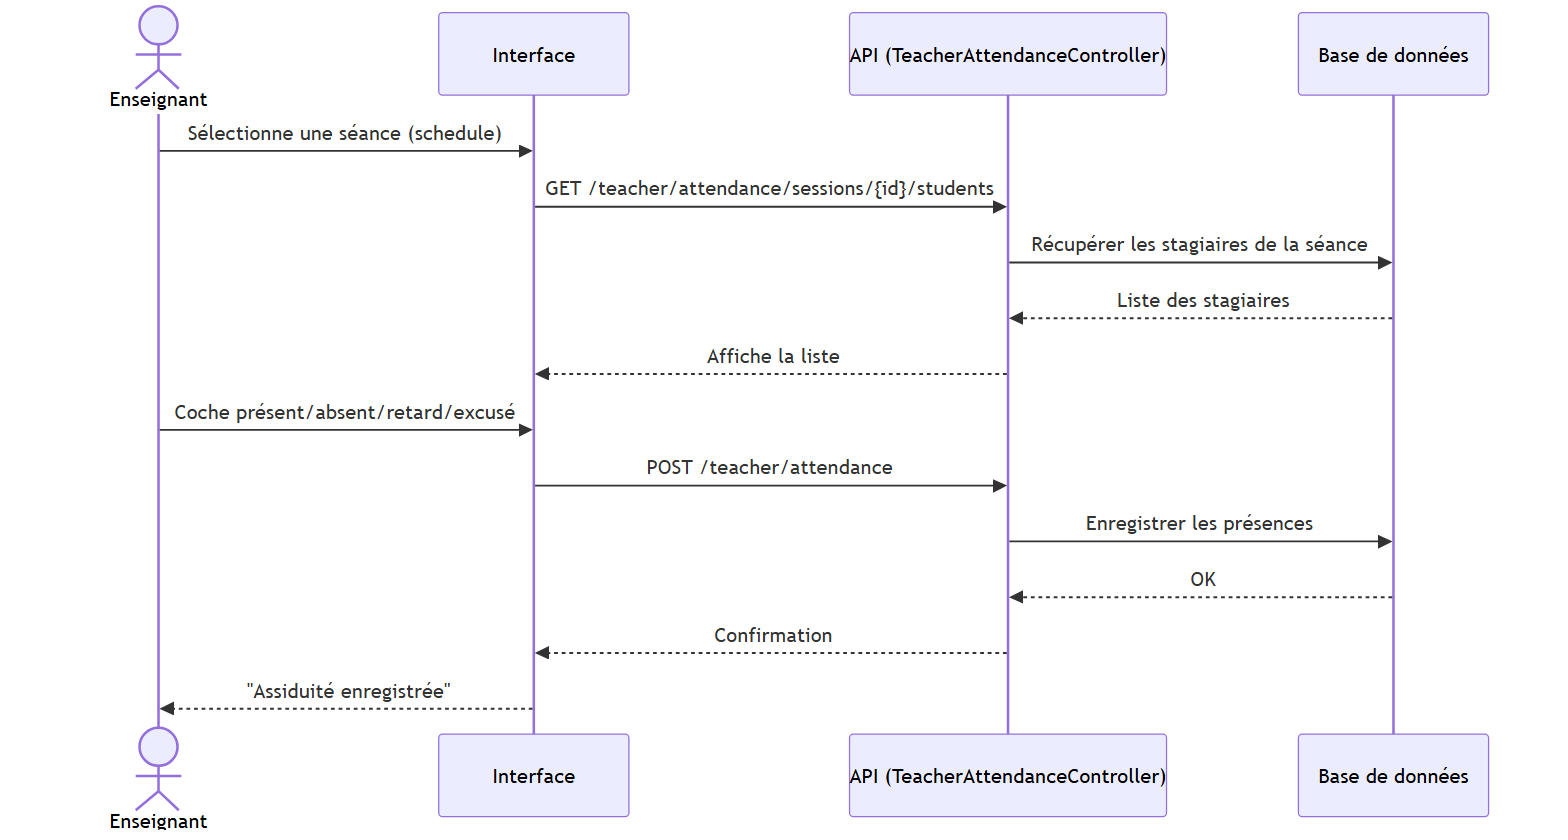 Enseignant
Interface
API (TeacherAttendanceController)
Base de données
Sélectionne une séance (schedule)
GET /teacher/attendance/sessions/{id}/students
Récupérer les stagiaires de la séance
Liste des stagiaires
Affiche la liste
Coche présent/absent/retard/excusé
POST /teacher/attendance
Enregistrer les présences
OK
Confirmation
"Assiduité enregistrée"
Enseignant
Interface
API (TeacherAttendanceController)
Base de données